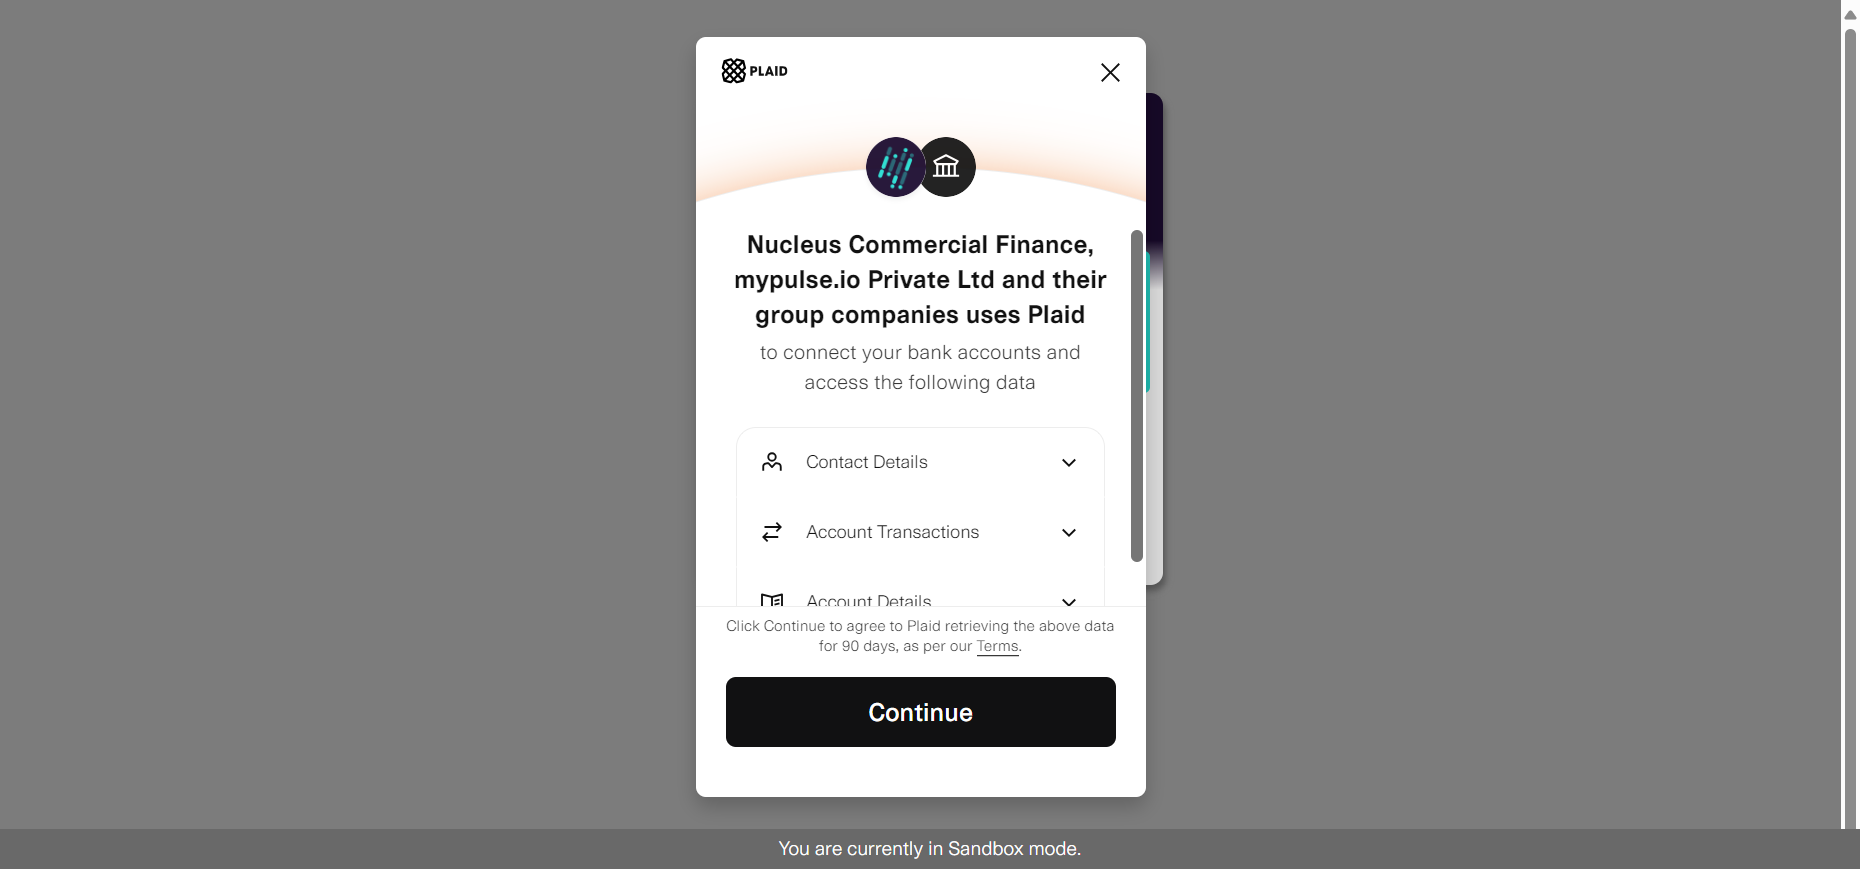 PLAID
Nucleus Commercial Finance,
mypulse.io Private Ltd and their
group companies uses Plaid
to connect your bank accounts and
access the following data
Contact Details
Account Transactions
Account Details
Click Continue to agree to Plaid retrieving the above data
for 90 days, as per our Terms.
Continue
You are currently in Sandbox mode.